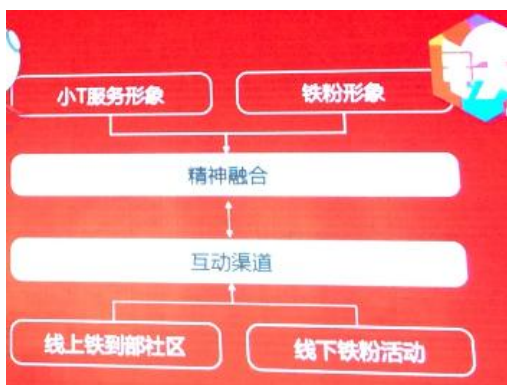 小T服务形象
铁粉形象
精神融合
互动渠道
线上铁到部社区
线下铁粉活动